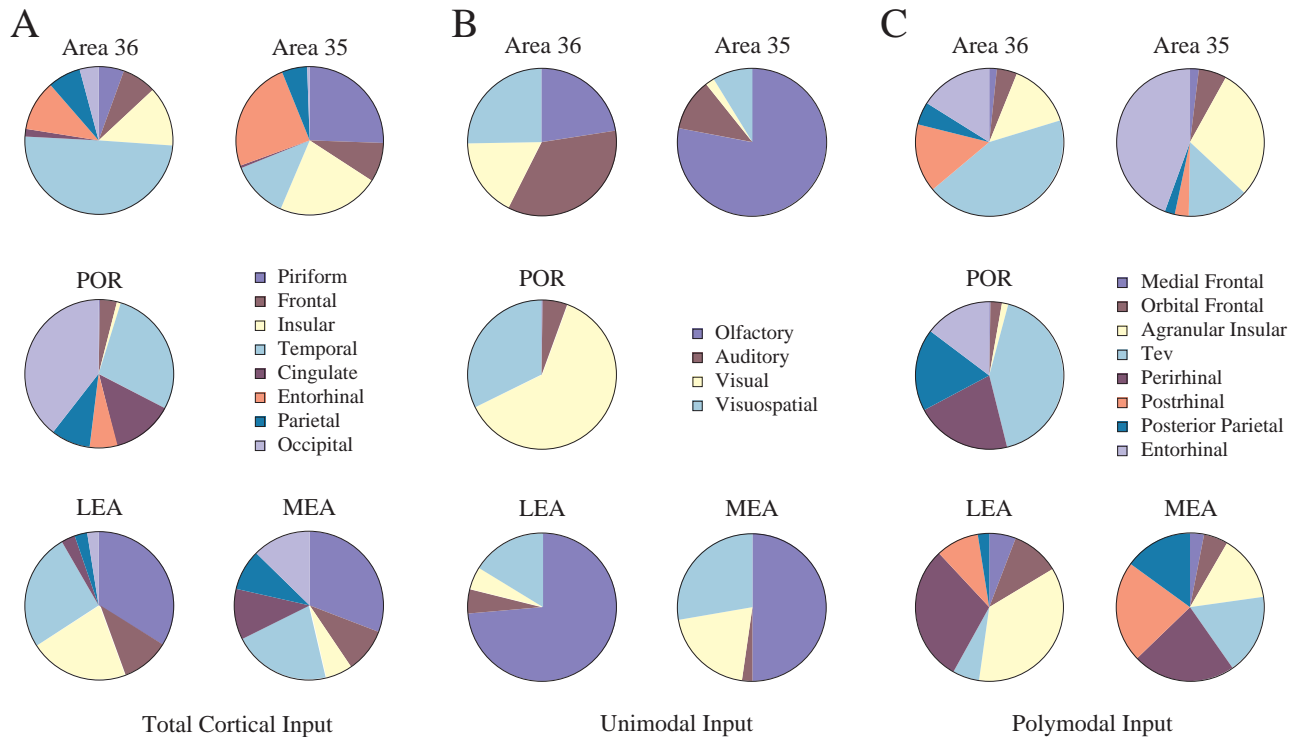 A
Area 36
Area 35
POR
Piriform
Frontal
Insular
Temporal
Cingulate
Entorhinal
Parietal
Occipital
LEA
MEA
Total Cortical Input
B
Area 36
Area 35
POR
Olfactory
Auditory
Visual
Visuospatial
LEA
MEA
Unimodal Input
C
Area 36
Area 35
POR
Medial Frontal
Orbital Frontal
Agranular Insular
Tev
Perirhinal
Postrhinal
Posterior Parietal
Entorhinal
LEA
MEA
Polymodal Input